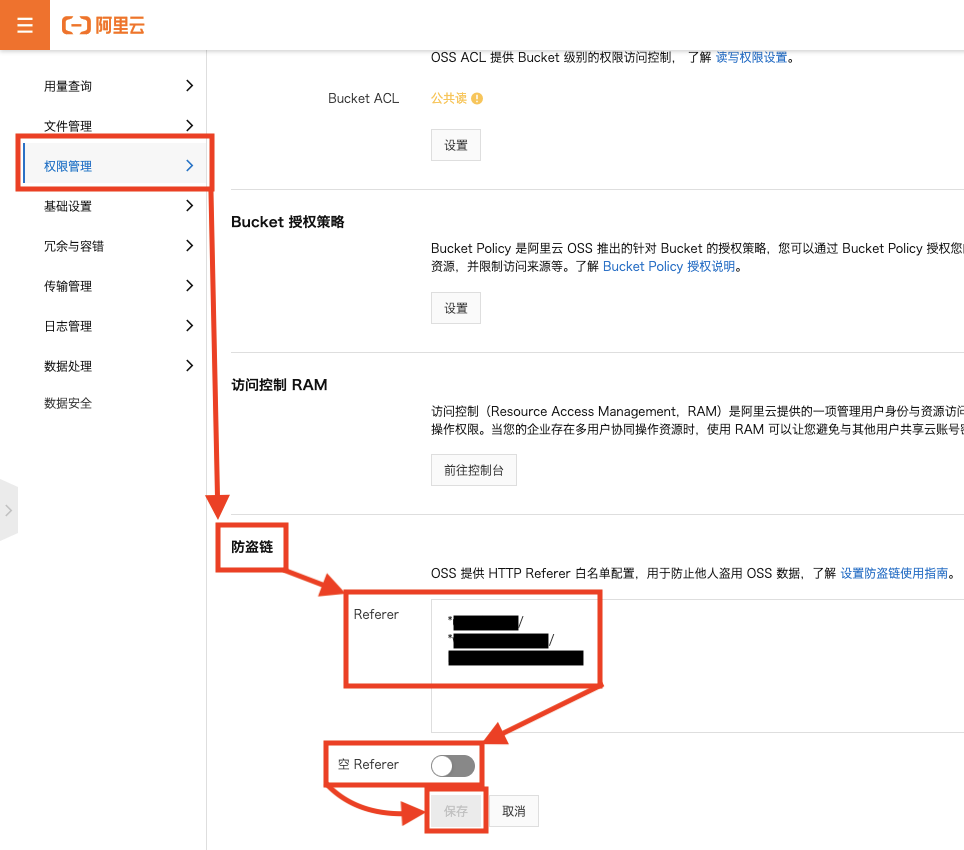 阿里云
用量查询
文件管理
权限管理
基础设置
冗余与容错
传输管理
日志管理
数据处理
数据安全
OSS ACL 提供 Bucket 级别的权限访问控制， 了解 读写权限设置。
Bucket ACL
公共读
设置
Bucket 授权策略
Bucket Policy 是阿里云 OSS 推出的针对 Bucket 的授权策略，您可以通过 Bucket Policy 授权您
资源，并限制访问来源等。了解 Bucket Policy 授权说明。
设置
访问控制 RAM
访问控制（Resource Access Management，RAM）是阿里云提供的一项管理用户身份与资源访
操作权限。当您的企业存在多用户协同操作资源时，使用 RAM 可以让您避免与其他用户共享云账号
前往控制台
防盗链
OSS 提供 HTTP Referer 白名单配置，用于防止他人盗用 OSS 数据，了解 设置防盗链使用指南。
Referer
空 Referer
保存
取消